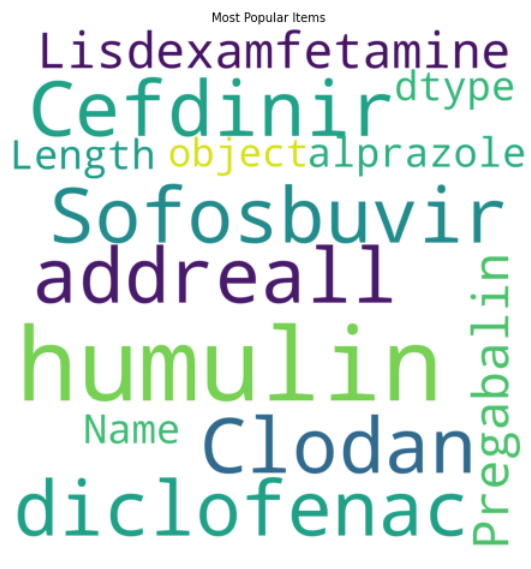 Most Popular Items
Lisdexamfetamine
Cefdinir
dtype
Length
object
alprazole
Sofosbuvir
addreall
humulin
Pregabalin
Name
Clodan
diclofenac